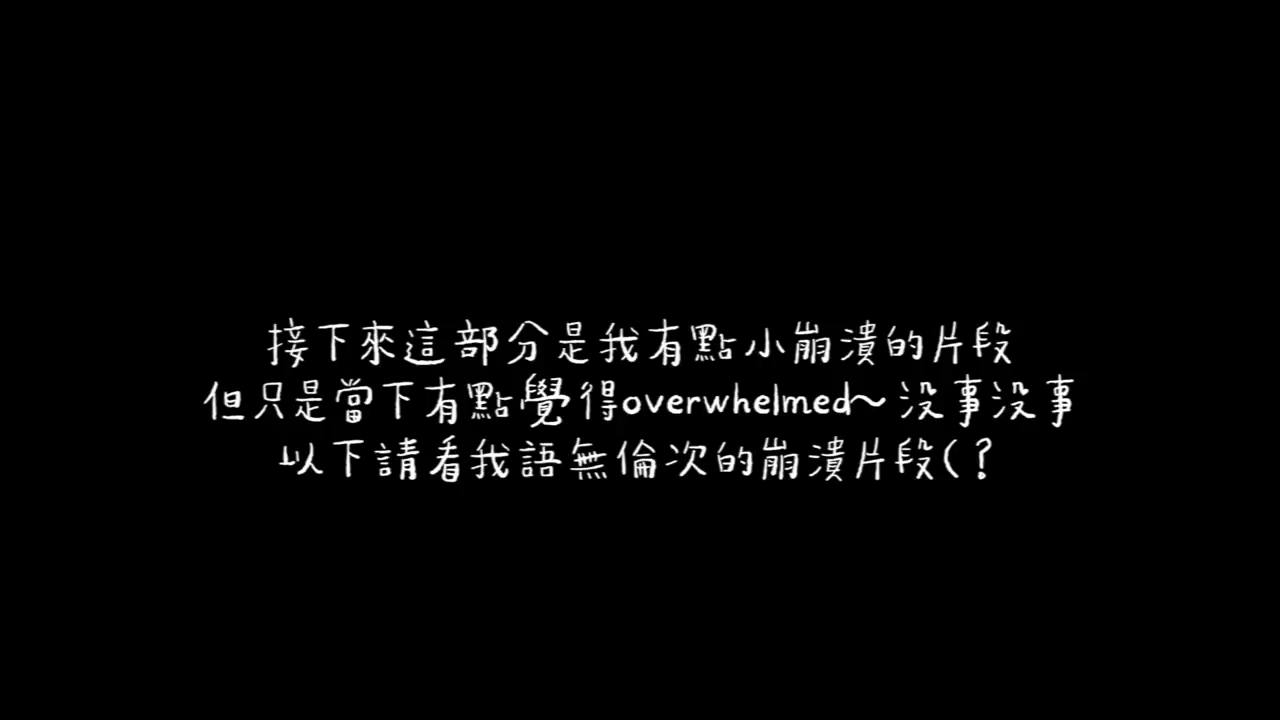 接下來這部分是我有點小崩潰的片段
但只是當下有點覺得overwhelmed~ 没事没事
以下請看我語無倫次的崩潰片段(?